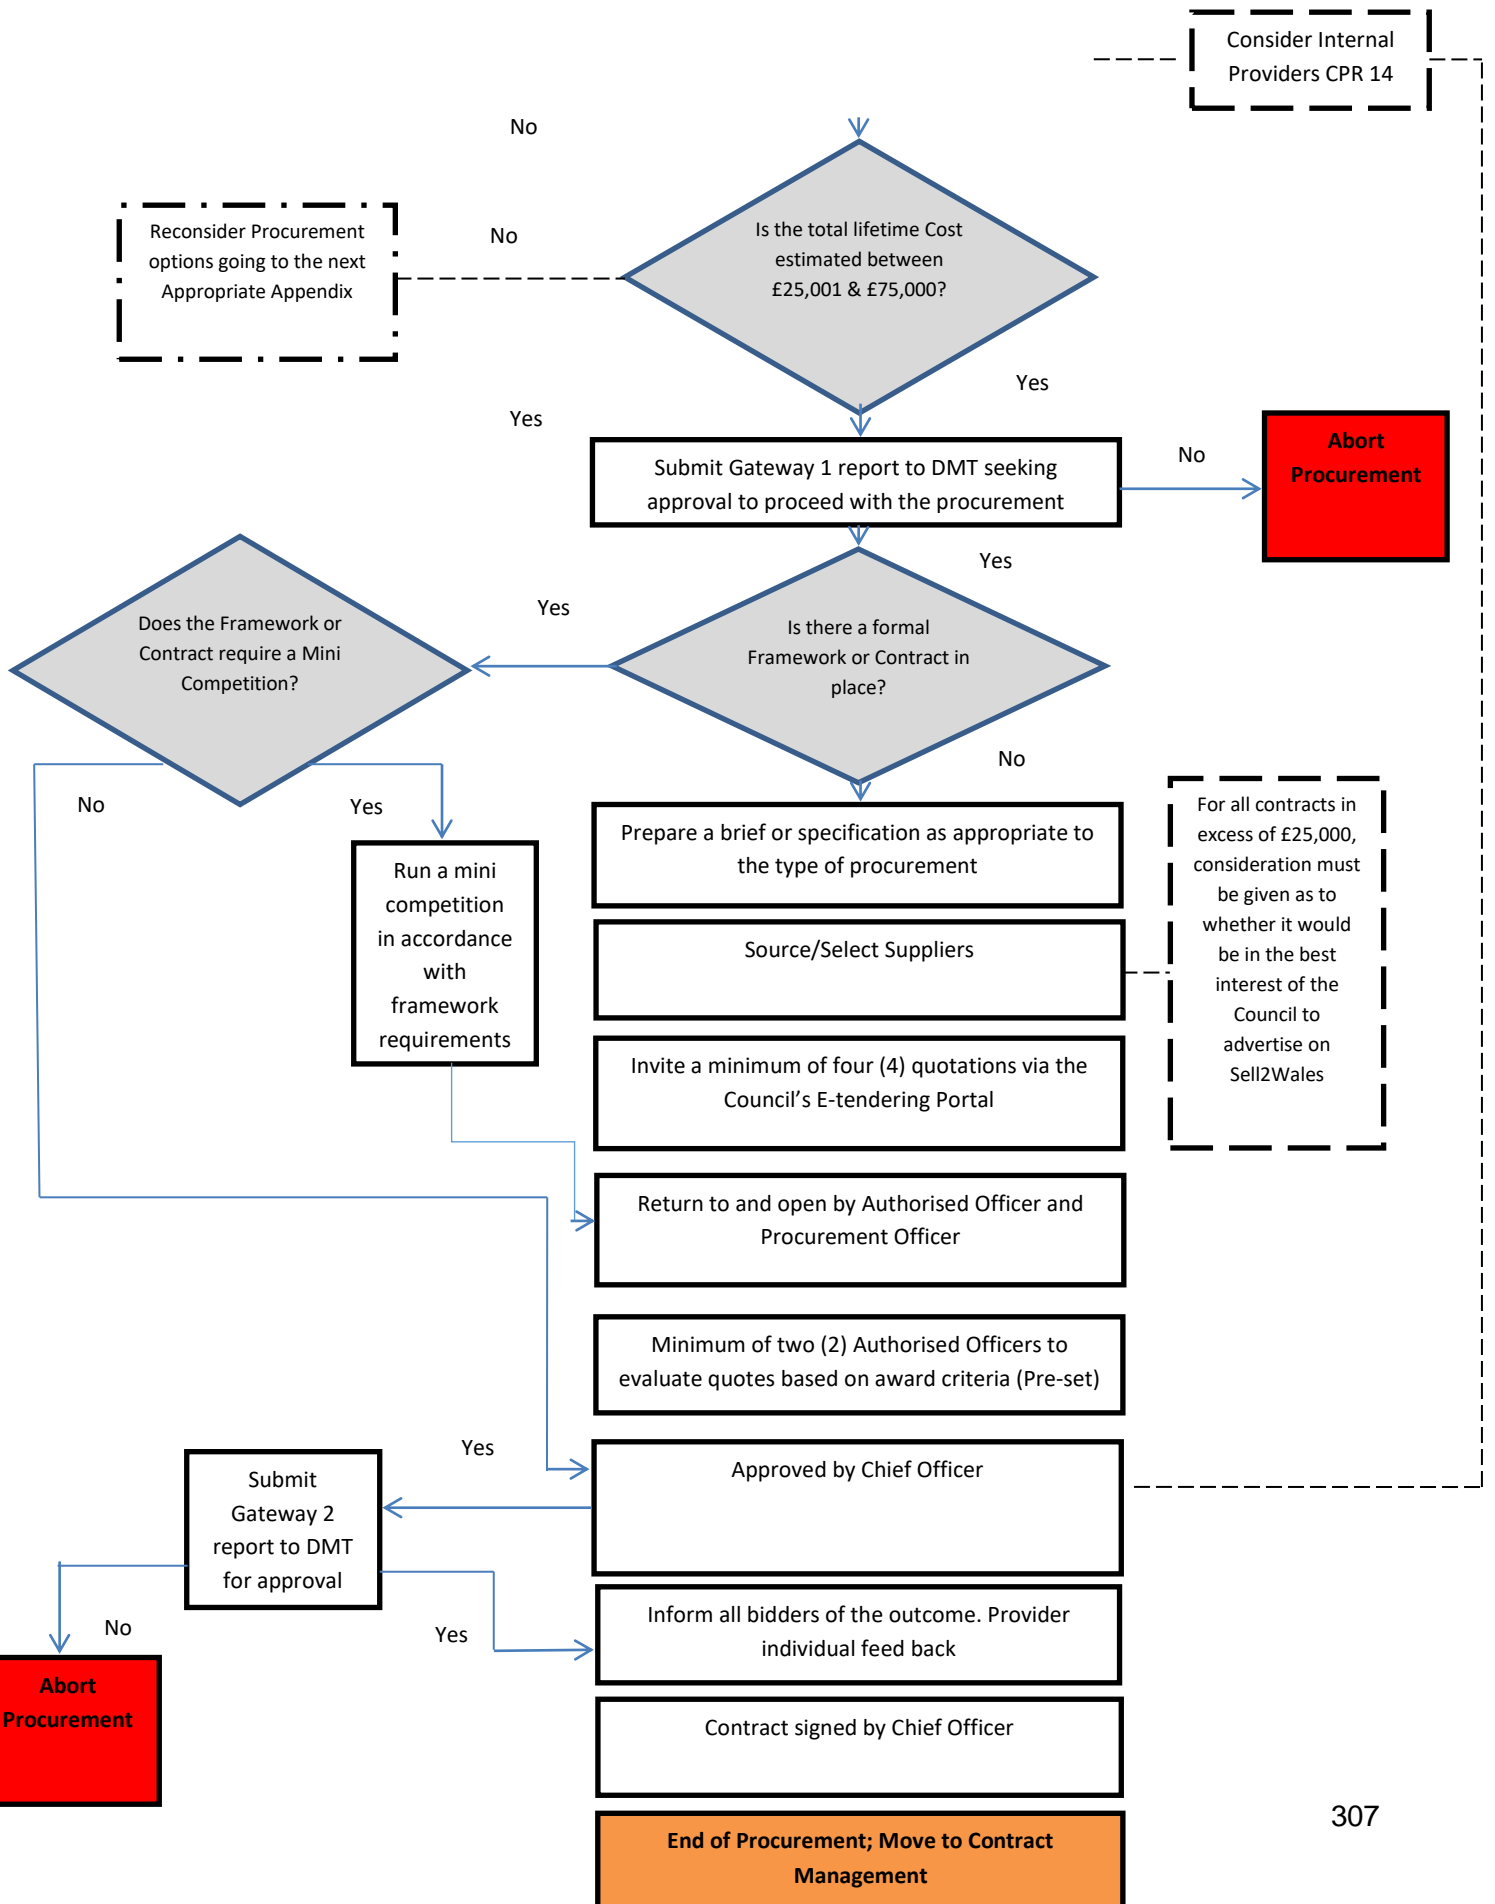 Consider Internal
Providers CPR 14
No
Is the total lifetime Cost
estimated between
£25,001 & £75,000?
No
Reconsider Procurement
options going to the next
Appropriate Appendix
Yes
Yes
Submit Gateway 1 report to DMT seeking
approval to proceed with the procurement
No
Abort
Procurement
Yes
Is there a formal
Framework or Contract in
place?
Yes
Does the Framework or
Contract require a Mini
Competition?
No
No
Yes
Run a mini
competition
in accordance
with
framework
requirements
Prepare a brief or specification as appropriate to
the type of procurement
For all contracts in
excess of £25,000,
consideration must
be given as to
whether it would
be in the best
interest of the
Council to
advertise on
Sell2Wales
Source/Select Suppliers
Invite a minimum of four (4) quotations via the
Council’s E-tendering Portal
Return to and open by Authorised Officer and
Procurement Officer
Minimum of two (2) Authorised Officers to
evaluate quotes based on award criteria (Pre-set)
Yes
Approved by Chief Officer
Submit
Gateway 2
report to DMT
for approval
No
Yes
Abort
Procurement
Inform all bidders of the outcome. Provider
individual feed back
Contract signed by Chief Officer
End of Procurement; Move to Contract
Management
307